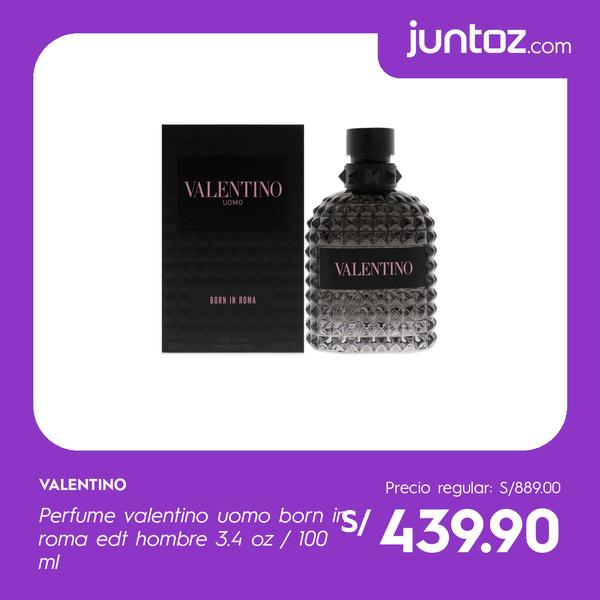 juntoz.com
VALENTINO
UOMO
BORN IN ROMA
VALENTINO
VALENTINO
Perfume valentino uomo born in
roma edt hombre 3.4 oz / 100
ml
Precio regular: S/889.00
S/ 439.90